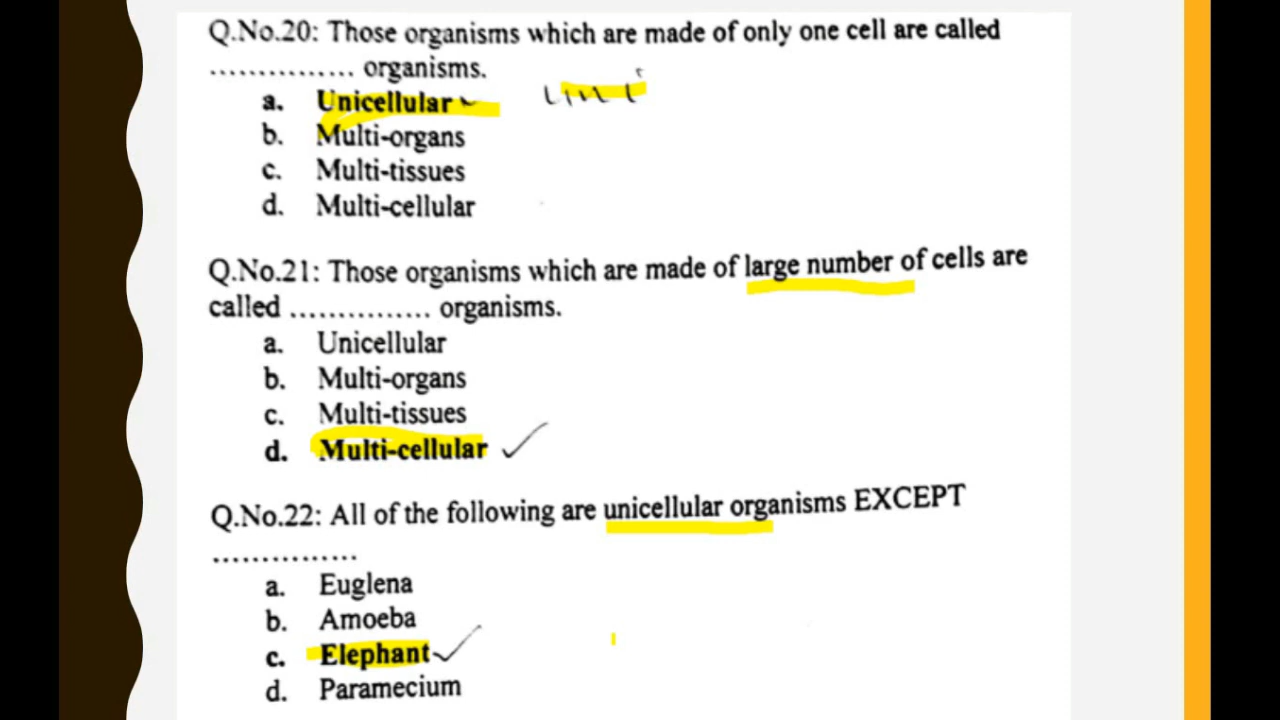 Q.No.20: Those organisms which are made of only one cell are called
............... organisms.
a. Unicellular
uni
b. Multi-organs
c. Multi-tissues
d. Multi-cellular
Q.No.21: Those organisms which are made of large number of cells are
called ............... organisms.
a. Unicellular
b. Multi-organs
c. Multi-tissues
d. Multi-cellular
Q.No.22: All of the following are unicellular organisms EXCEPT
...............
a. Euglena
b. Amoeba
c. Elephant
d. Paramecium